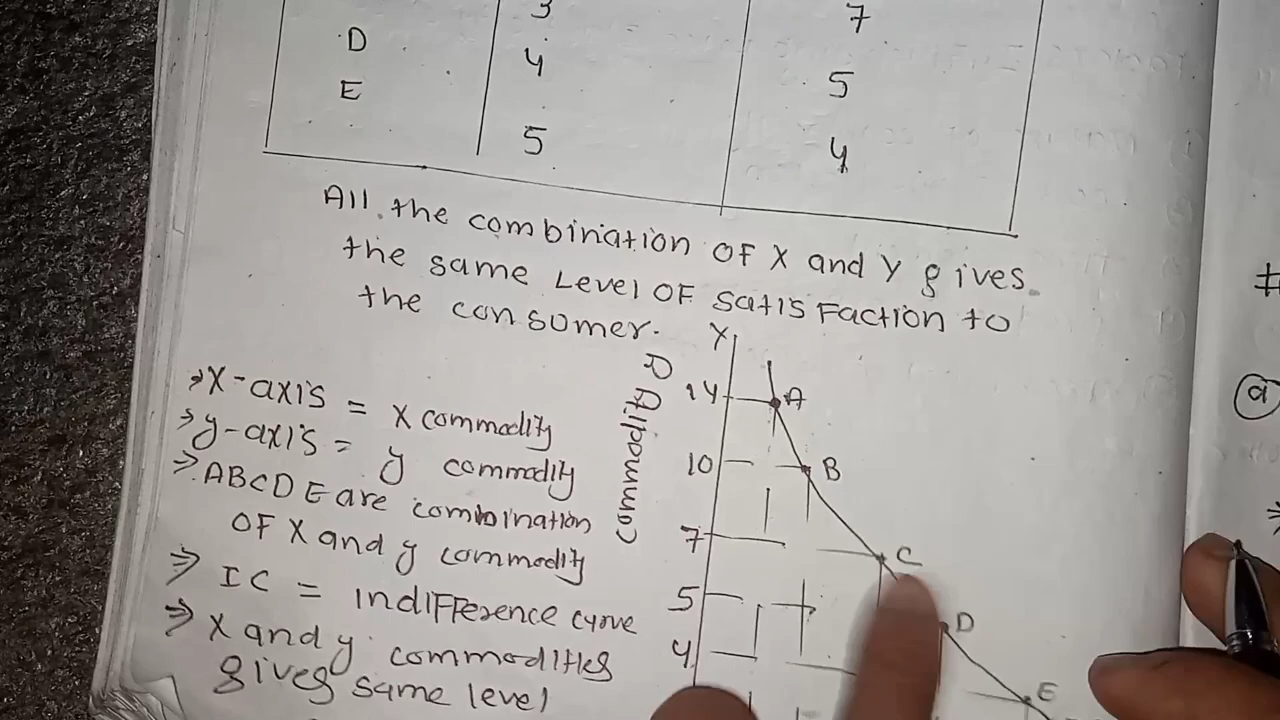 3 7
D 4 5
E
5 4
All the combination OF X and Y gives
the same Level OF satisFaction to
the consumer.
→X-axis = X commodity
→y-axis = y commodity
⇒ ABCDE are combination
OF X and y commodity
⇒ IC = indiFFerence curve
⇒ X and y commodities
gives same level
Y
commodity
14 A
10 B
7 C
5 D
4 E
#
a